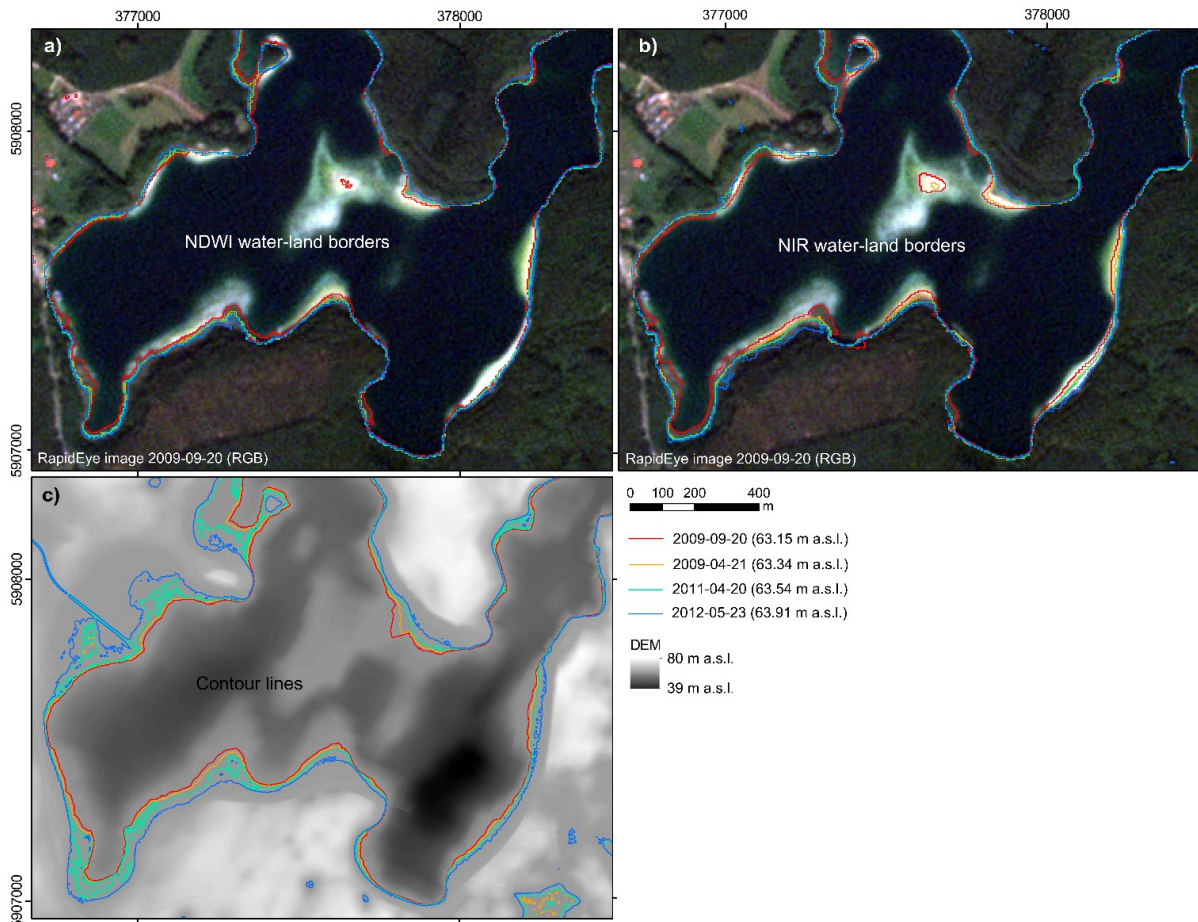 377000 378000 377000 378000
a) b)
5908000
NDWI water-land borders NIR water-land borders
5907000
RapidEye image 2009-09-20 (RGB) RapidEye image 2009-09-20 (RGB)
c)
0 100 200 400
m
2009-09-20 (63.15 m a.s.l.)
2009-04-21 (63.34 m a.s.l.)
5908000
2011-04-20 (63.54 m a.s.l.)
2012-05-23 (63.91 m a.s.l.)
DEM
80 m a.s.l.
Contour lines
39 m a.s.l.
5907000